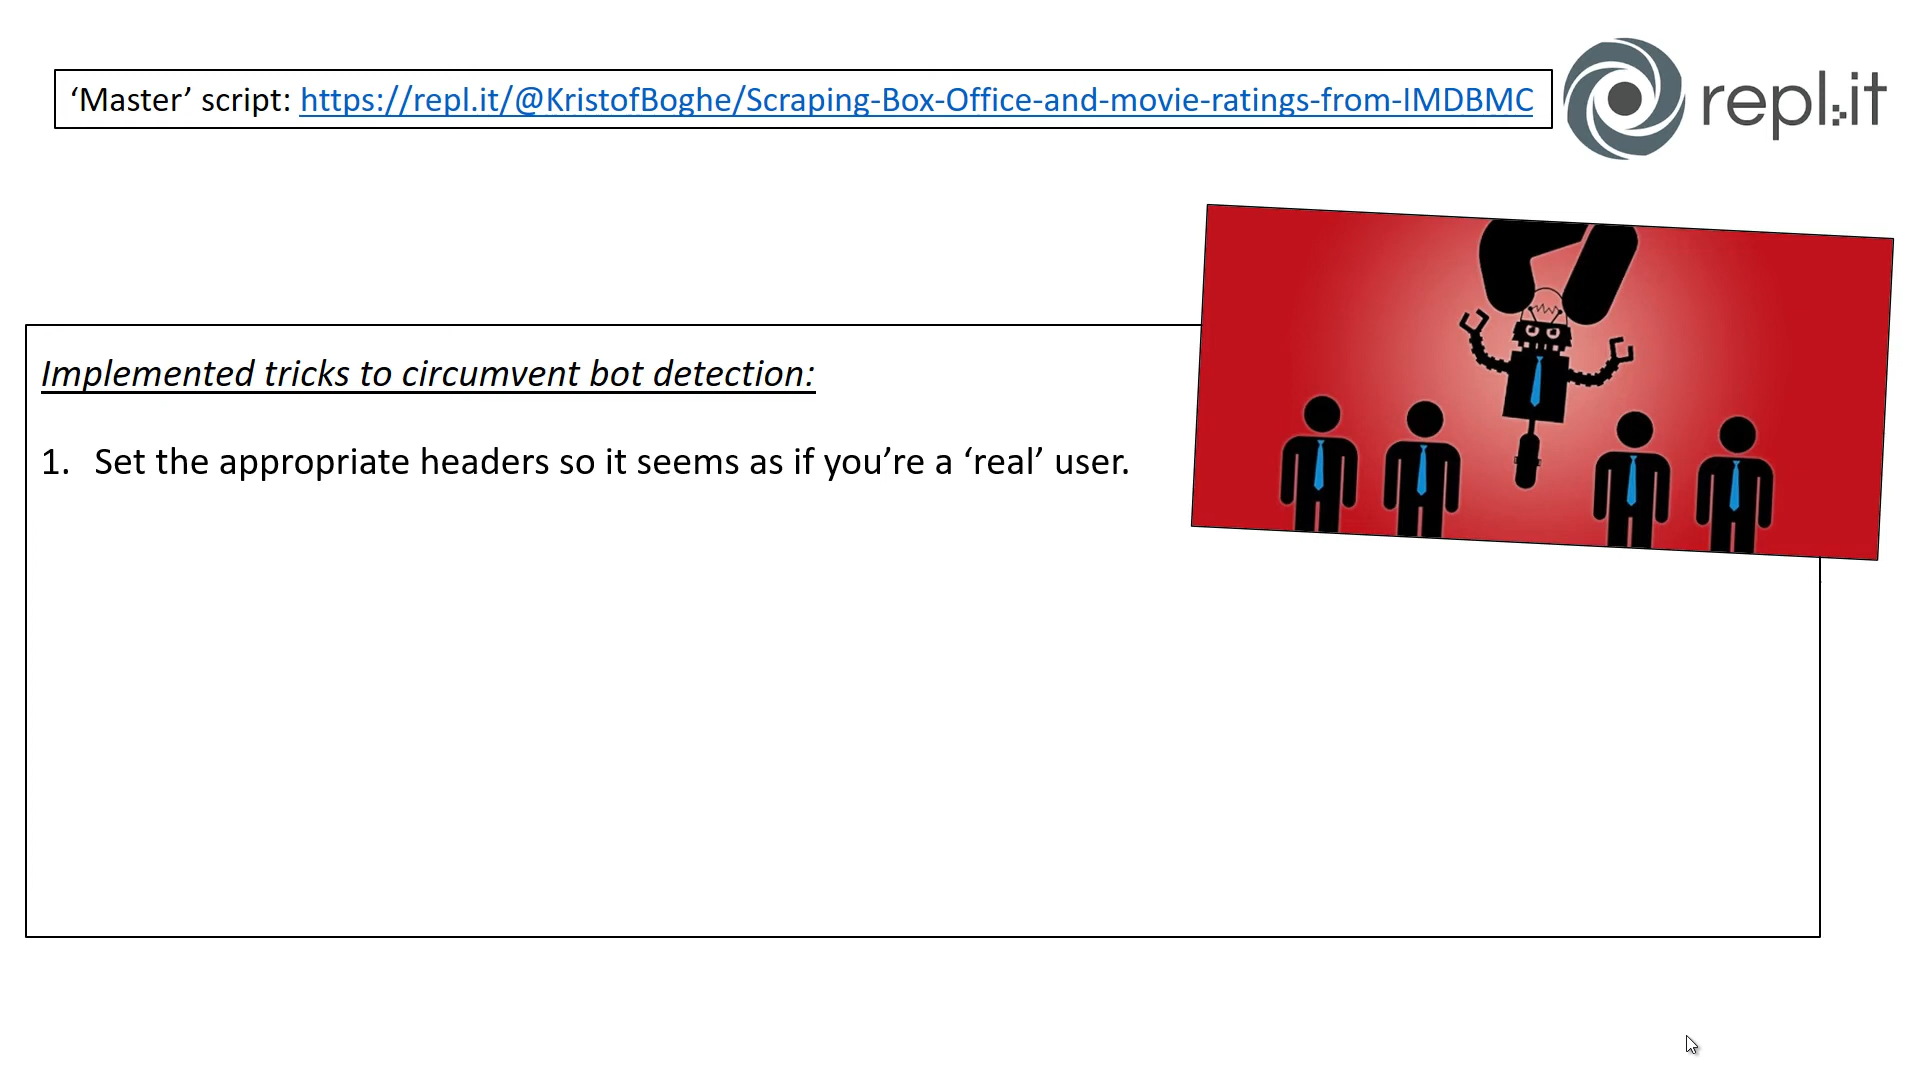 ‘Master’ script: https://repl.it/@KristofBoghe/Scraping-Box-Office-and-movie-ratings-from-IMDBMC
repl.it
Implemented tricks to circumvent bot detection:
1. Set the appropriate headers so it seems as if you’re a ‘real’ user.